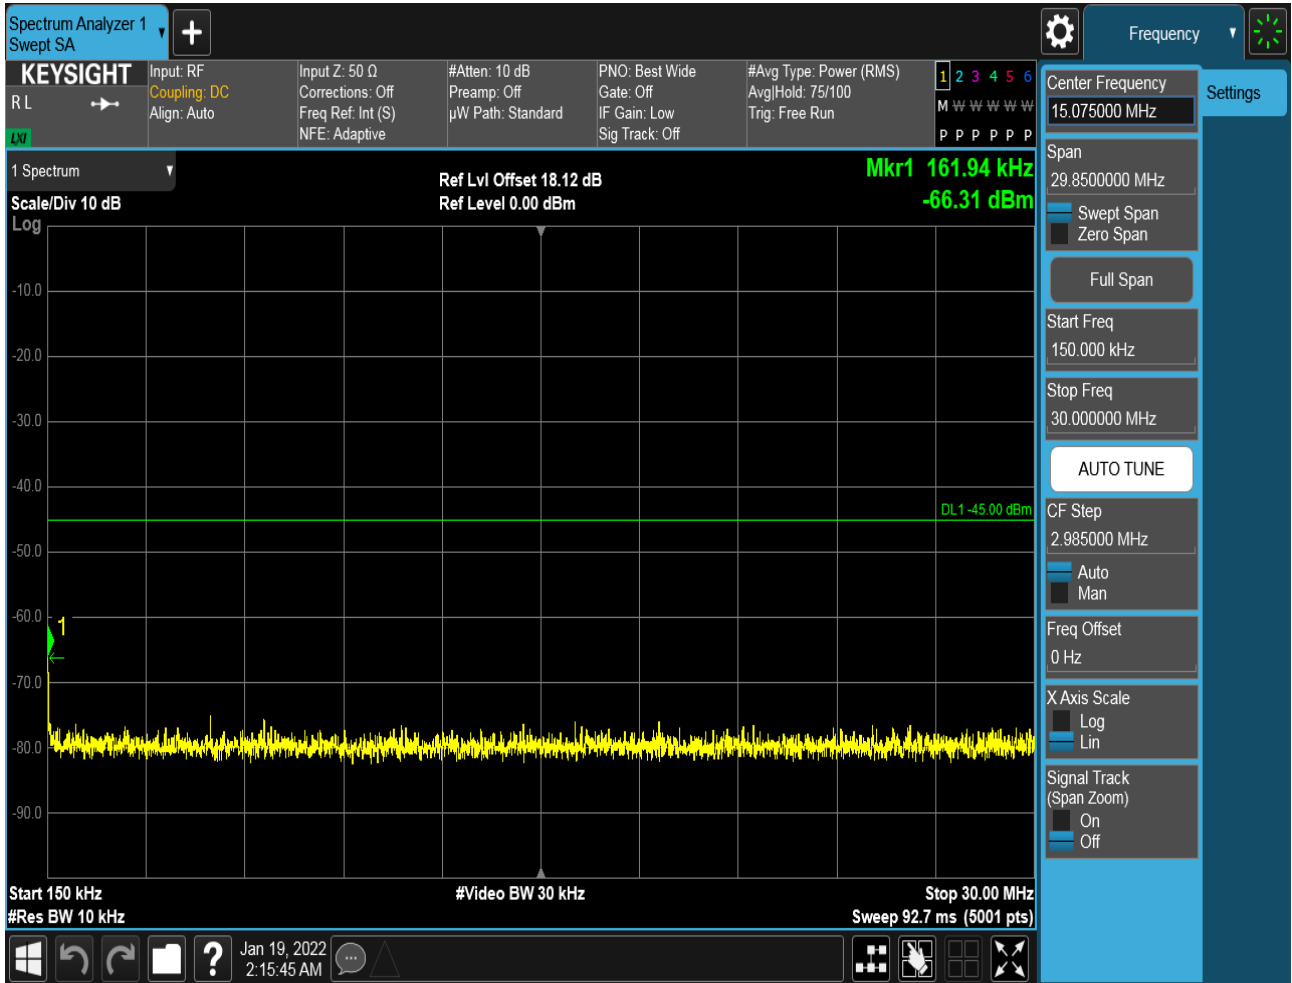 Spectrum Analyzer 1
Swept SA
Frequency
KEYSIGHT
R L
LXI
Input: RF
Coupling: DC
Align: Auto
Input Z: 50 Ω
Corrections: Off
Freq Ref: Int (S)
NFE: Adaptive
#Atten: 10 dB
Preamp: Off
µW Path: Standard
PNO: Best Wide
Gate: Off
IF Gain: Low
Sig Track: Off
#Avg Type: Power (RMS)
Avg|Hold: 75/100
Trig: Free Run
1 2 3 4 5 6
M W W W W W
P P P P P P
1 Spectrum
Scale/Div 10 dB
Log
Ref Lvl Offset 18.12 dB
Ref Level 0.00 dBm
Mkr1 161.94 kHz
-66.31 dBm
-10.0
-20.0
-30.0
-40.0
DL1 -45.00 dBm
-50.0
-60.0
1
-70.0
-80.0
-90.0
Start 150 kHz
#Video BW 30 kHz
Stop 30.00 MHz
#Res BW 10 kHz
Sweep 92.7 ms (5001 pts)
?
Jan 19, 2022
2:15:45 AM
Center Frequency
15.075000 MHz
Settings
Span
29.8500000 MHz
Swept Span
Zero Span
Full Span
Start Freq
150.000 kHz
Stop Freq
30.000000 MHz
AUTO TUNE
CF Step
2.985000 MHz
Auto
Man
Freq Offset
0 Hz
X Axis Scale
Log
Lin
Signal Track
(Span Zoom)
On
Off